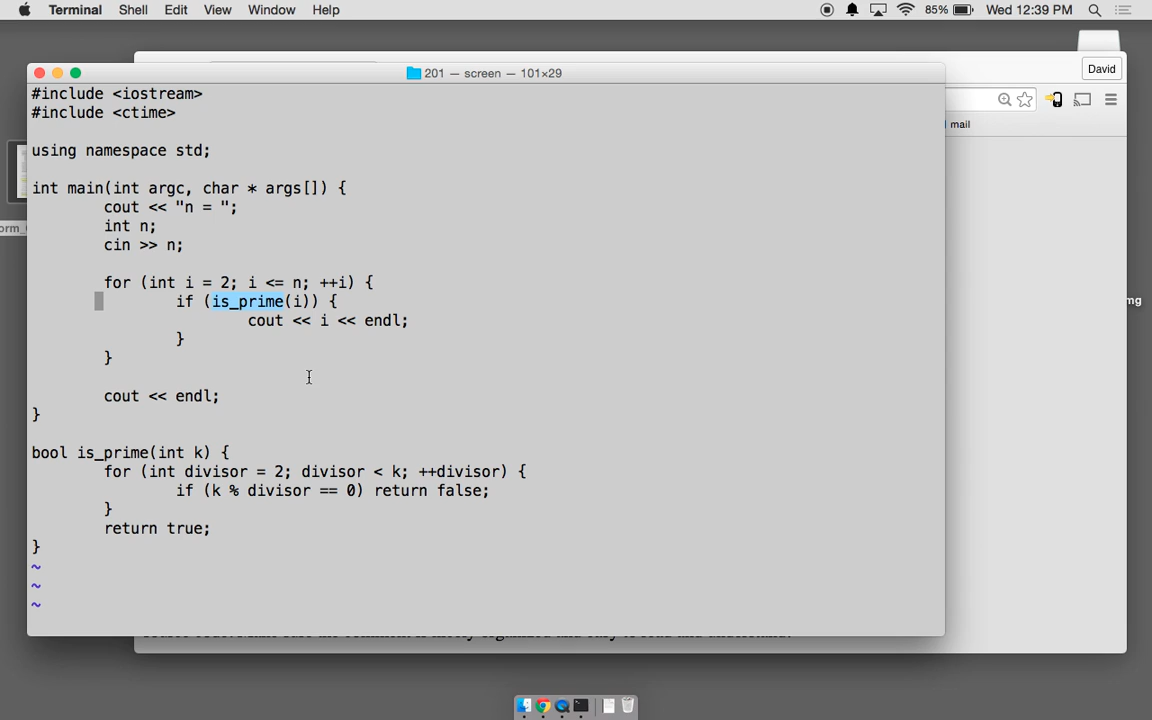 Terminal Shell Edit View Window Help 85% Wed 12:39 PM
David
201 — screen — 101×29
mail
#include <iostream>
#include <ctime>
using namespace std;
int main(int argc, char * args[]) {
cout << "n = ";
int n;
cin >> n;
for (int i = 2; i <= n; ++i) {
if (is_prime(i)) {
cout << i << endl;
}
}
cout << endl;
}
bool is_prime(int k) {
for (int divisor = 2; divisor < k; ++divisor) {
if (k % divisor == 0) return false;
}
return true;
}
~
~
~